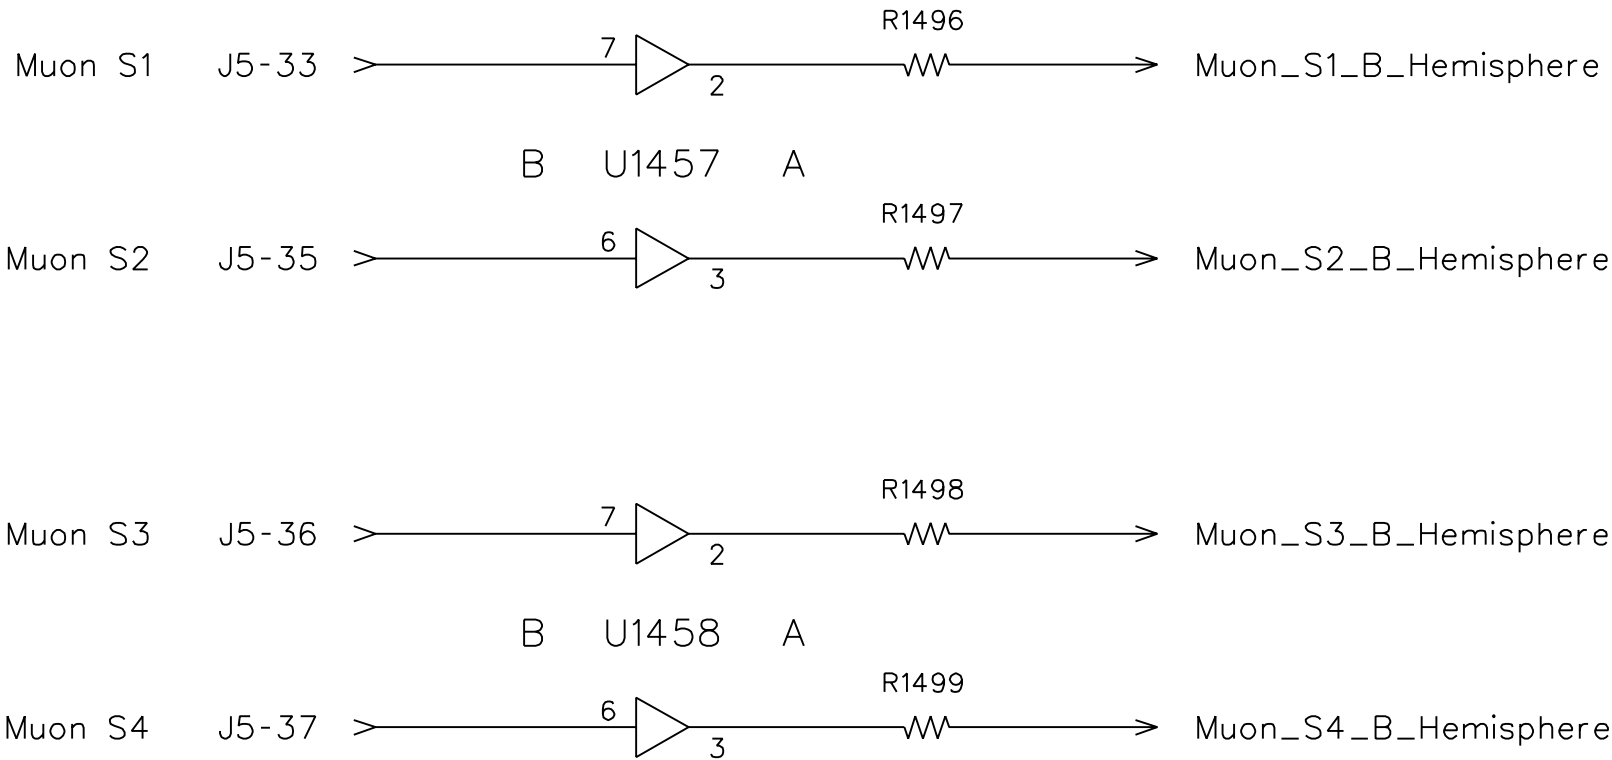 R1496
Muon S1 J5-33 7 2 Muon_S1_B_Hemisphere
B U1457 A
R1497
Muon S2 J5-35 6 3 Muon_S2_B_Hemisphere
R1498
Muon S3 J5-36 7 2 Muon_S3_B_Hemisphere
B U1458 A
R1499
Muon S4 J5-37 6 3 Muon_S4_B_Hemisphere